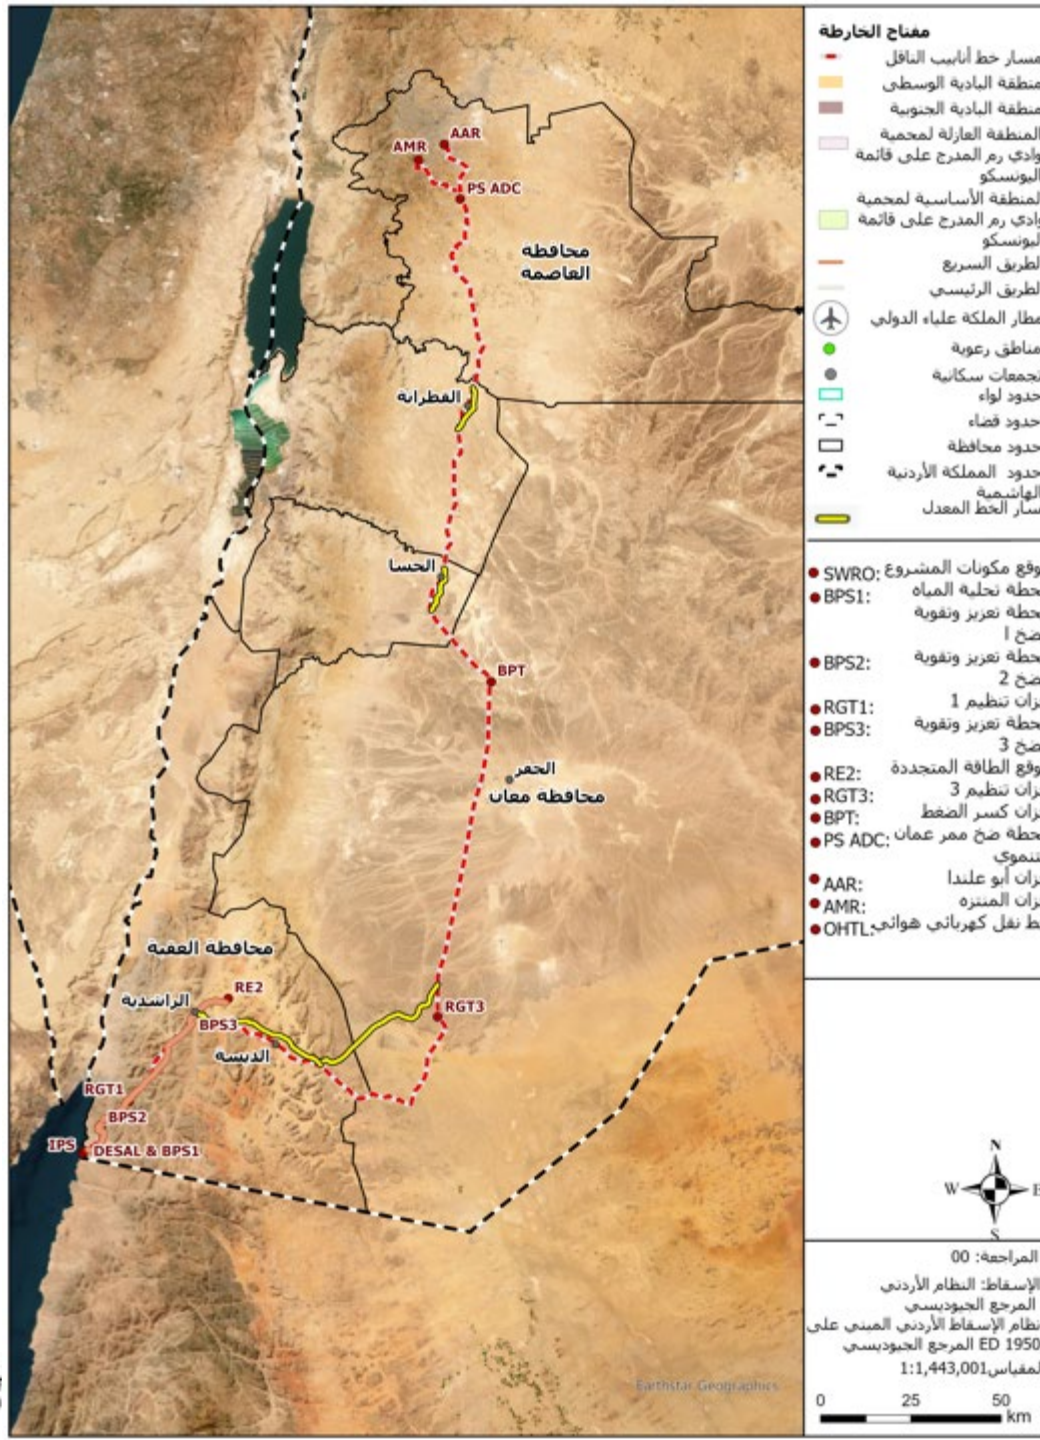 AAR
AMR
PS ADC
محافظة
العاصمة
القطرانة
الحسا
BPT
الجفر
محافظة معان
محافظة العقبة
RE2
الراشدية
BPS3
RGT3
الديسة
RGT1
BPS2
IPS
DESAL & BPS1
Earthstar Geographics
مفتاح الخارطة
مسار خط أنابيب الناقل
منطقة البادية الوسطى
منطقة البادية الجنوبية
المنطقة العازلة لمحمية
وادي رم المدرج على قائمة
اليونسكو
المنطقة الأساسية لمحمية
وادي رم المدرج على قائمة
اليونسكو
الطريق السريع
الطريق الرئيسي
مطار الملكة علياء الدولي
مناطق رعوية
تجمعات سكانية
حدود لواء
حدود قضاء
حدود محافظة
حدود المملكة الأردنية
الهاشمية
مسار الخط المعدل
موقع مكونات المشروع
SWRO: محطة تحلية المياه
BPS1: محطة تعزيز وتقوية
ضخ 1
BPS2: محطة تعزيز وتقوية
ضخ 2
RGT1: خزان تنظيم 1
BPS3: محطة تعزيز وتقوية
ضخ 3
RE2: موقع الطاقة المتجددة
RGT3: خزان تنظيم 3
BPT: خزان كسر الضغط
PS ADC: محطة ضخ ممر عمان
تنموي
AAR: خزان أبو علندا
AMR: خزان المنتزه
OHTL: خط نقل كهربائي هوائي
N
W
E
S
المراجعة: 00
الإسقاط: النظام الأردني
المرجع الجيوديسي
نظام الإسقاط الأردني المبني على
ED 1950 المرجع الجيوديسي
المقياس 1:1,443,001
0 25 50
km